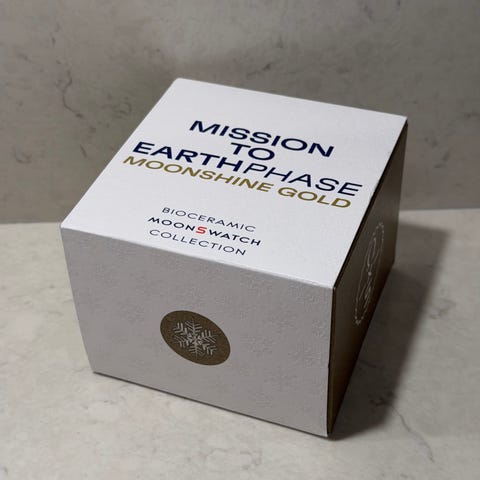 MISSION
TO
EARTHPHASE
MOONSHINE GOLD
BIOCERAMIC
MOONSWATCH
COLLECTION